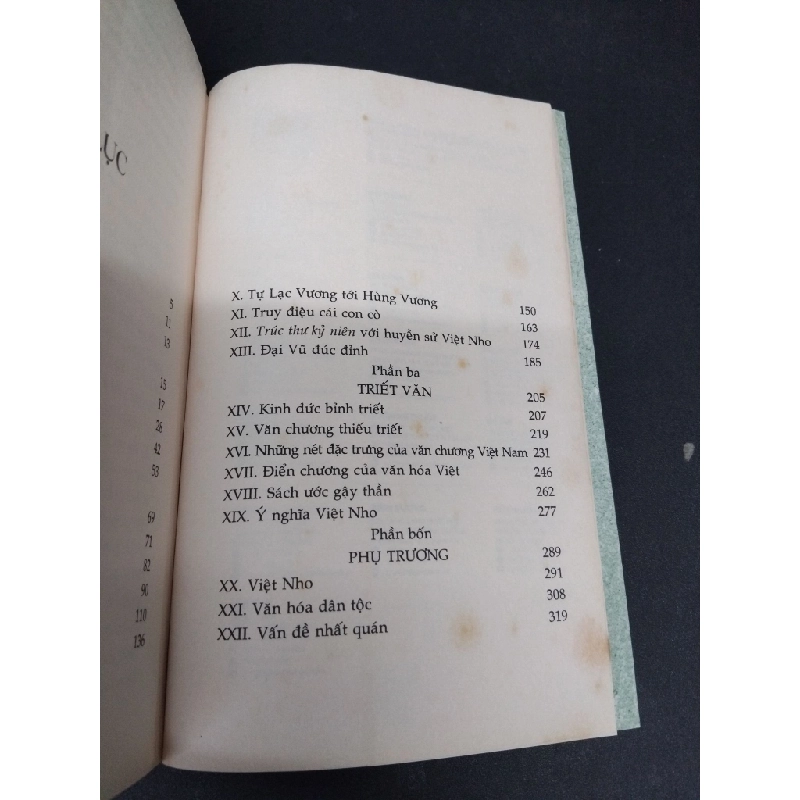 ỤC
5
11
13
15
17
26
42
53
69
71
82
90
110
136
X. Tự Lạc Vương tới Hùng Vương 150
XI. Truy điệu cái con cò 163
XII. Trúc thư kỷ niên với huyền sử Việt Nho 174
XIII. Đại Vũ đúc đỉnh 185
Phần ba
TRIẾT VĂN 205
XIV. Kinh đức bỉnh triết 207
XV. Văn chương thiếu triết 219
XVI. Những nét đặc trưng của văn chương Việt Nam 231
XVII. Điển chương của văn hóa Việt 246
XVIII. Sách ước gậy thần 262
XIX. Ý nghĩa Việt Nho 277
Phần bốn
PHỤ TRƯƠNG 289
XX. Việt Nho 291
XXI. Văn hóa dân tộc 308
XXII. Vấn đề nhất quán 319